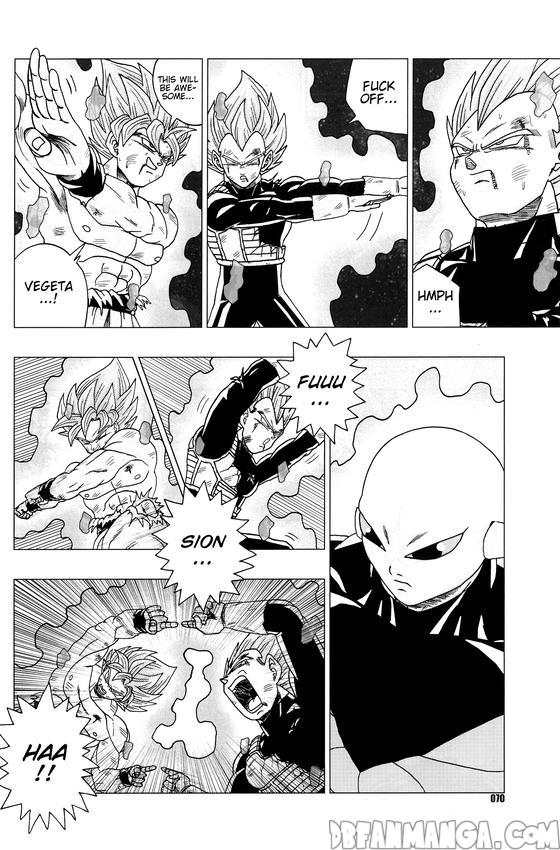 HMPH
...
FUCK
OFF...
THIS WILL
BE AWE-
SOME...
VEGETA
...!
FUUU
...
SION
...
HAA
!!
070
DBFANMANGA.COM